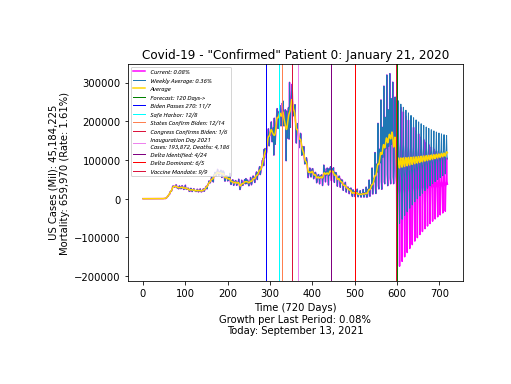 Covid-19 - "Confirmed" Patient 0: January 21, 2020
US Cases (Mil): 45,184,225
Mortality: 659,970 (Rate: 1.61%)
300000
200000
100000
0
−100000
−200000
Current: 0.08%
Weekly Average: 0.36%
Average
Forecast: 120 Days->
Biden Passes 270: 11/7
Safe Harbor: 12/8
States Confirm Biden: 12/14
Congress Confirms Biden: 1/6
Inauguration Day 2021
Cases: 193,872, Deaths: 4,186
Delta Identified: 4/24
Delta Dominant: 6/5
Vaccine Mandate: 9/9
0 100 200 300 400 500 600 700
Time (720 Days)
Growth per Last Period: 0.08%
Today: September 13, 2021